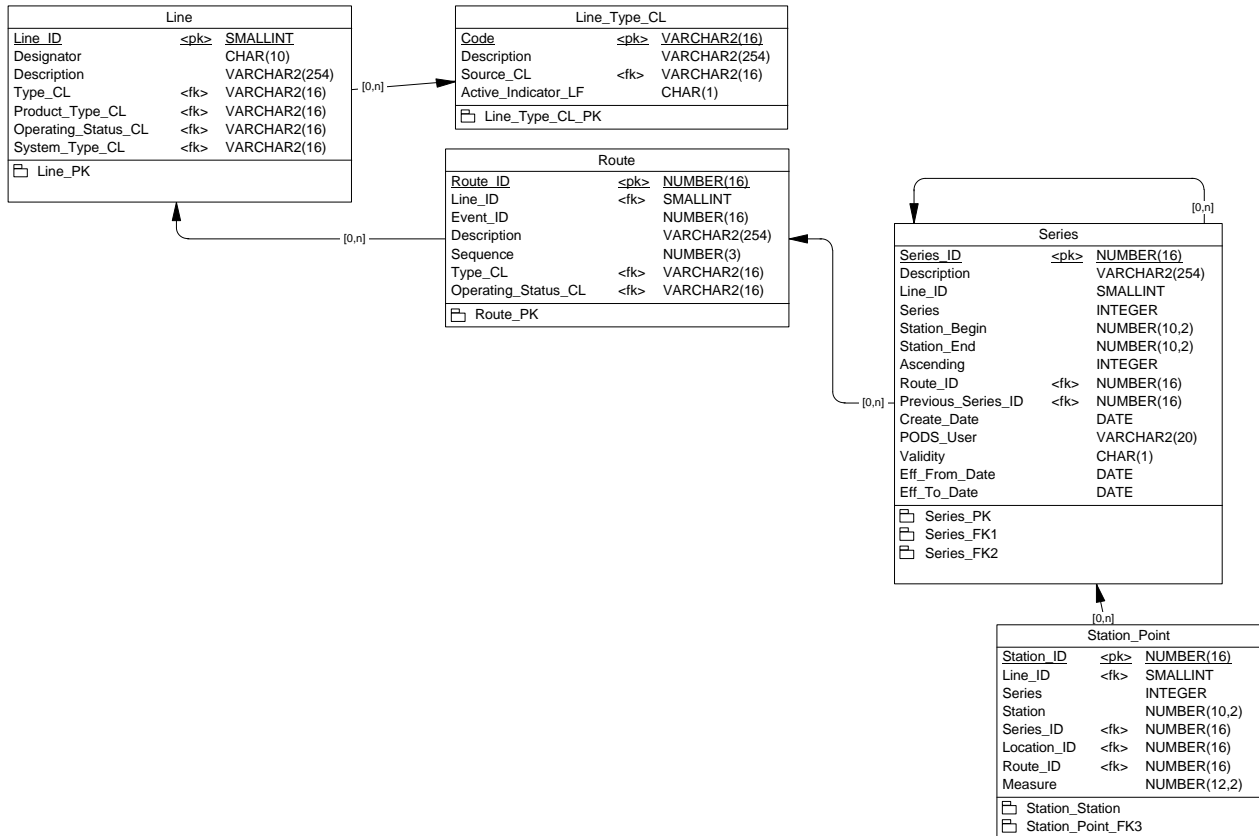 Line
Line_ID <pk> SMALLINT
Designator CHAR(10)
Description VARCHAR2(254)
Type_CL <fk> VARCHAR2(16)
Product_Type_CL <fk> VARCHAR2(16)
Operating_Status_CL <fk> VARCHAR2(16)
System_Type_CL <fk> VARCHAR2(16)
Line_PK
[0,n]
Line_Type_CL
Code <pk> VARCHAR2(16)
Description VARCHAR2(254)
Source_CL <fk> VARCHAR2(16)
Active_Indicator_LF CHAR(1)
Line_Type_CL_PK
[0,n]
Route
Route_ID <pk> NUMBER(16)
Line_ID <fk> SMALLINT
Event_ID NUMBER(16)
Description VARCHAR2(254)
Sequence NUMBER(3)
Type_CL <fk> VARCHAR2(16)
Operating_Status_CL <fk> VARCHAR2(16)
Route_PK
[0,n]
[0,n]
Series
Series_ID <pk> NUMBER(16)
Description VARCHAR2(254)
Line_ID SMALLINT
Series INTEGER
Station_Begin NUMBER(10,2)
Station_End NUMBER(10,2)
Ascending INTEGER
Route_ID <fk> NUMBER(16)
Previous_Series_ID <fk> NUMBER(16)
Create_Date DATE
PODS_User VARCHAR2(20)
Validity CHAR(1)
Eff_From_Date DATE
Eff_To_Date DATE
Series_PK
Series_FK1
Series_FK2
[0,n]
Station_Point
Station_ID <pk> NUMBER(16)
Line_ID <fk> SMALLINT
Series INTEGER
Station NUMBER(10,2)
Series_ID <fk> NUMBER(16)
Location_ID <fk> NUMBER(16)
Route_ID <fk> NUMBER(16)
Measure NUMBER(12,2)
Station_Station
Station_Point_FK3